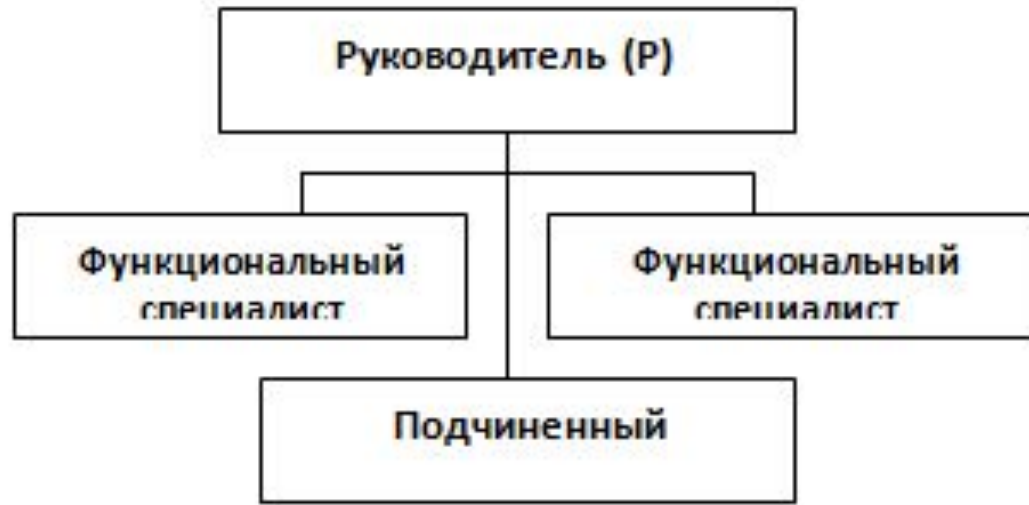 Руководитель (Р)
Функциональный
специалист
Функциональный
специалист
Подчиненный